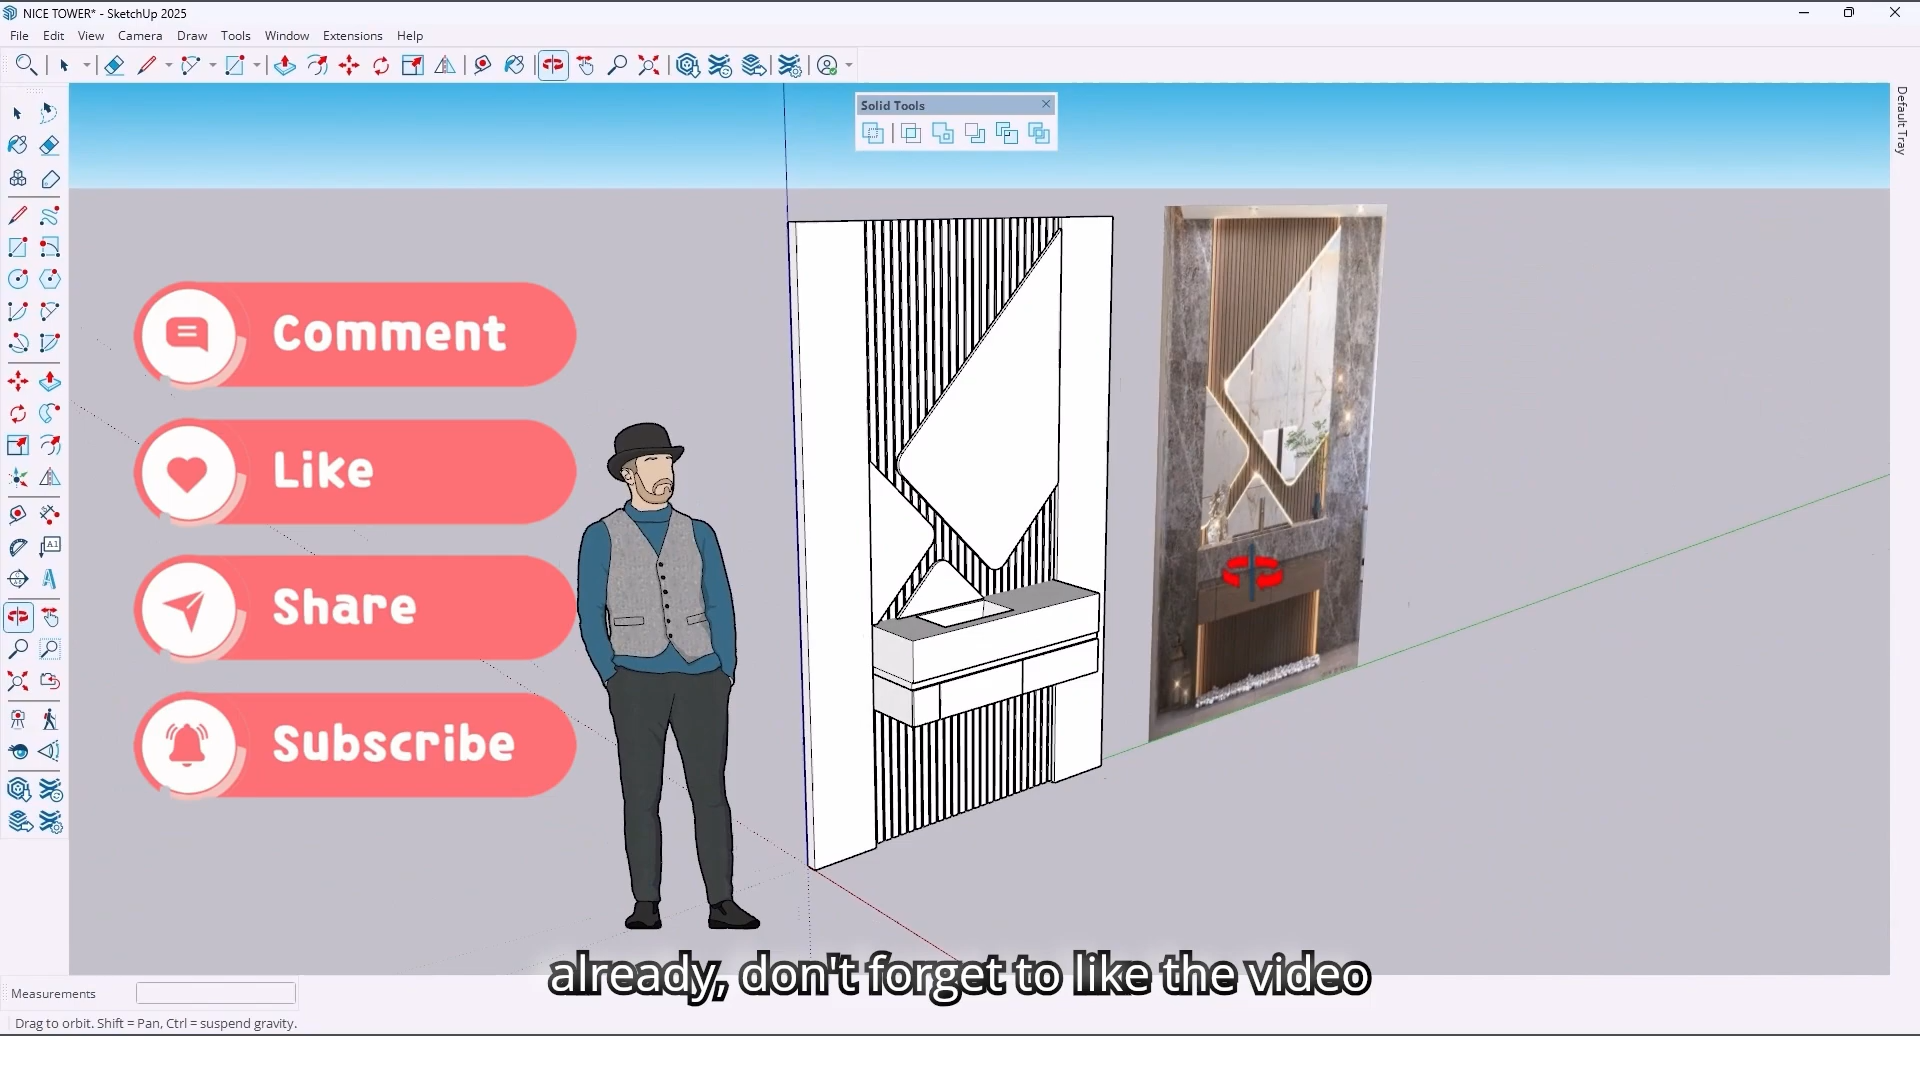 NICE TOWER* - SketchUp 2025
File Edit View Camera Draw Tools Window Extensions Help
Solid Tools
Default Tray
Comment
Like
Share
Subscribe
already, don't forget to like the video
Measurements
Drag to orbit. Shift = Pan, Ctrl = suspend gravity.